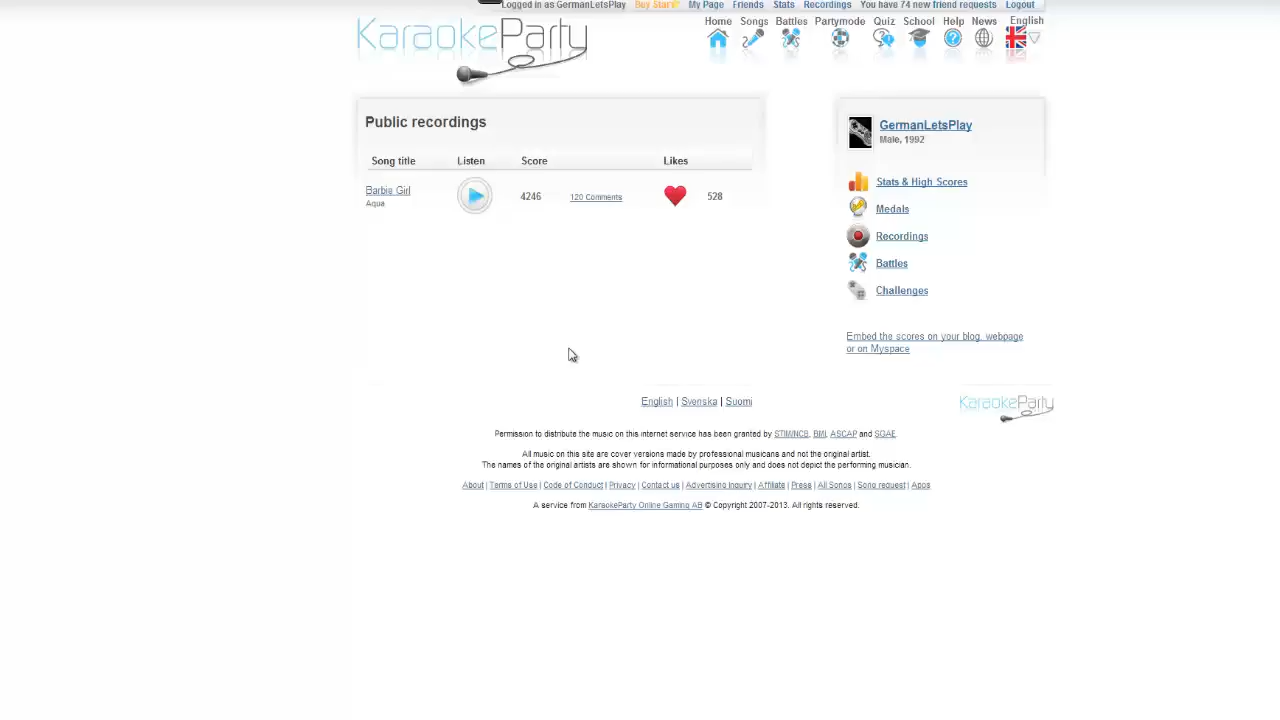 Logged in as GermanLetsPlay Buy Star! My Page Friends Stats Recordings You have 74 new friend requests Logout
KaraokeParty
Home Songs Battles Partymode Quiz School Help News English
Public recordings
Song title Listen Score Likes
Barbie Girl 4246 120 Comments 528
Aqua
GermanLetsPlay
Male, 1992
Stats & High Scores
Medals
Recordings
Battles
Challenges
Embed the scores on your blog, webpage
or on Myspace
English | Svenska | Suomi
KaraokeParty
Permission to distribute the music on this internet service has been granted by STIM/NCB, BMI, ASCAP and SGAE.
All music on this site are cover versions made by professional musicans and not the original artist.
The names of the original artists are shown for informational purposes only and does not depict the performing musician.
About | Terms of Use | Code of Conduct | Privacy | Contact us | Advertising Inquiry | Affiliate | Press | All Songs | Song request | Apps
A service from KaraokeParty Online Gaming AB © Copyright 2007-2013. All rights reserved.